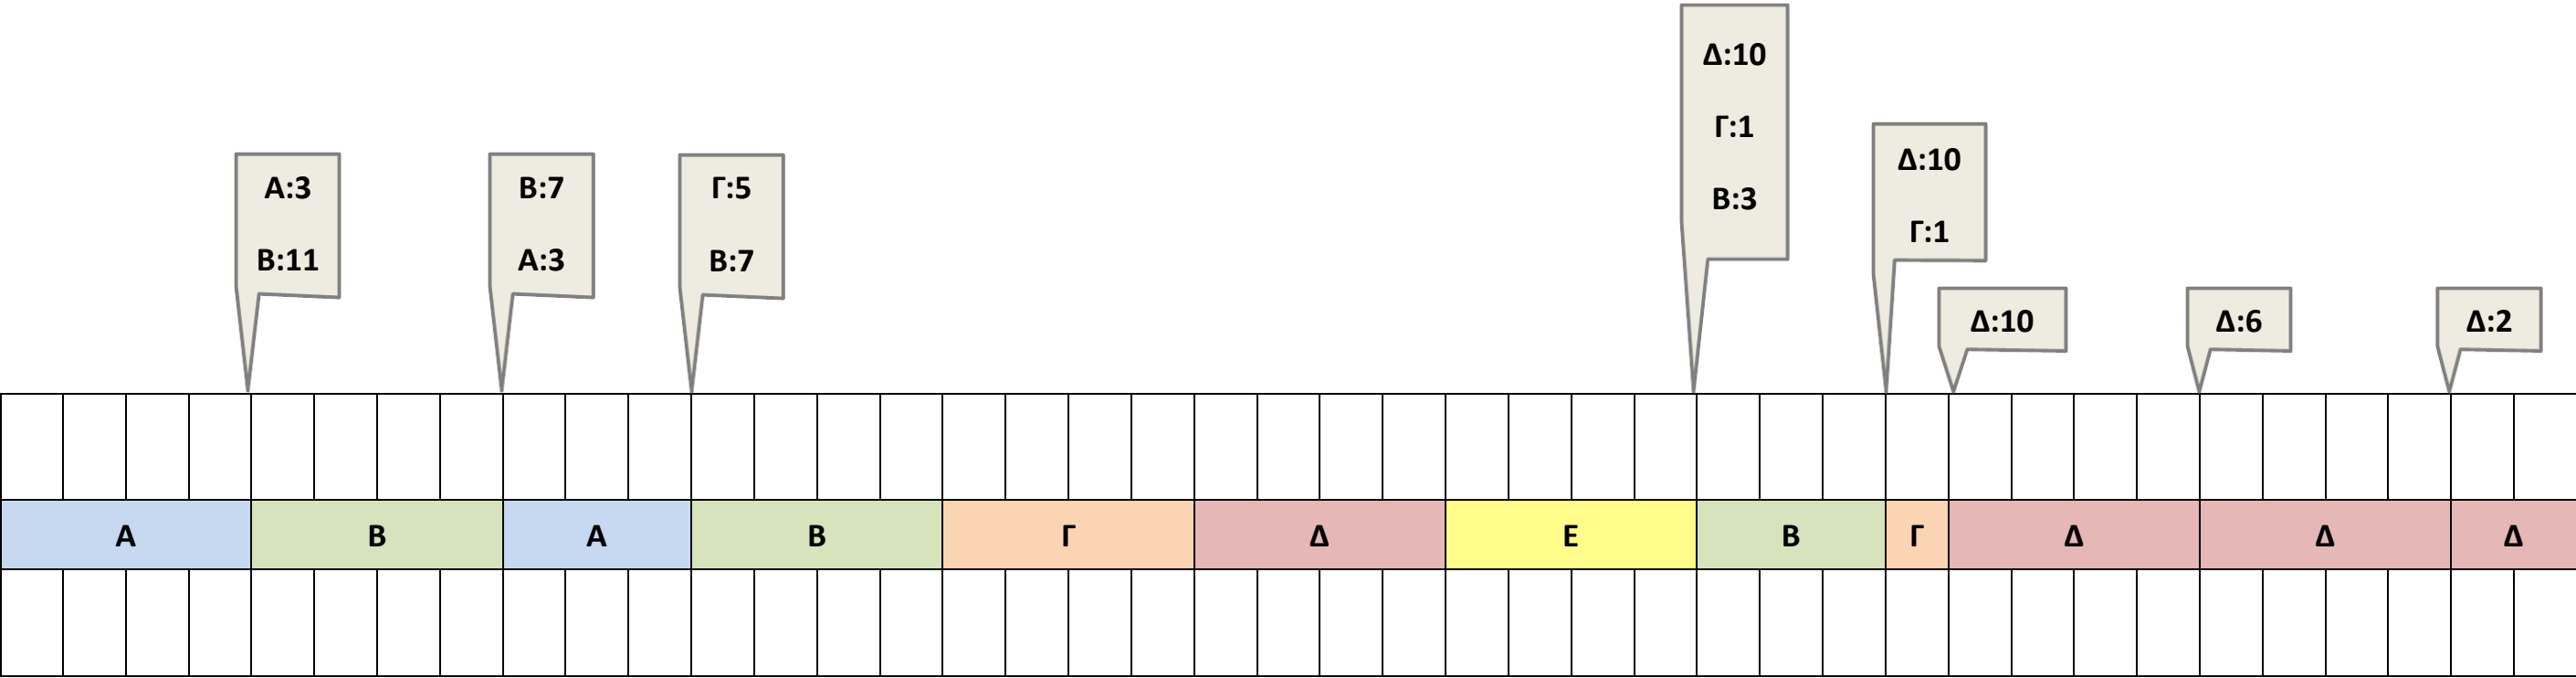 Δ:10
Γ:1
Β:3
Δ:10
Γ:1
Α:3
Β:11
Β:7
Α:3
Γ:5
Β:7
Δ:10
Δ:6
Δ:2
Α Β Α Β Γ Δ Ε Β Γ Δ Δ Δ